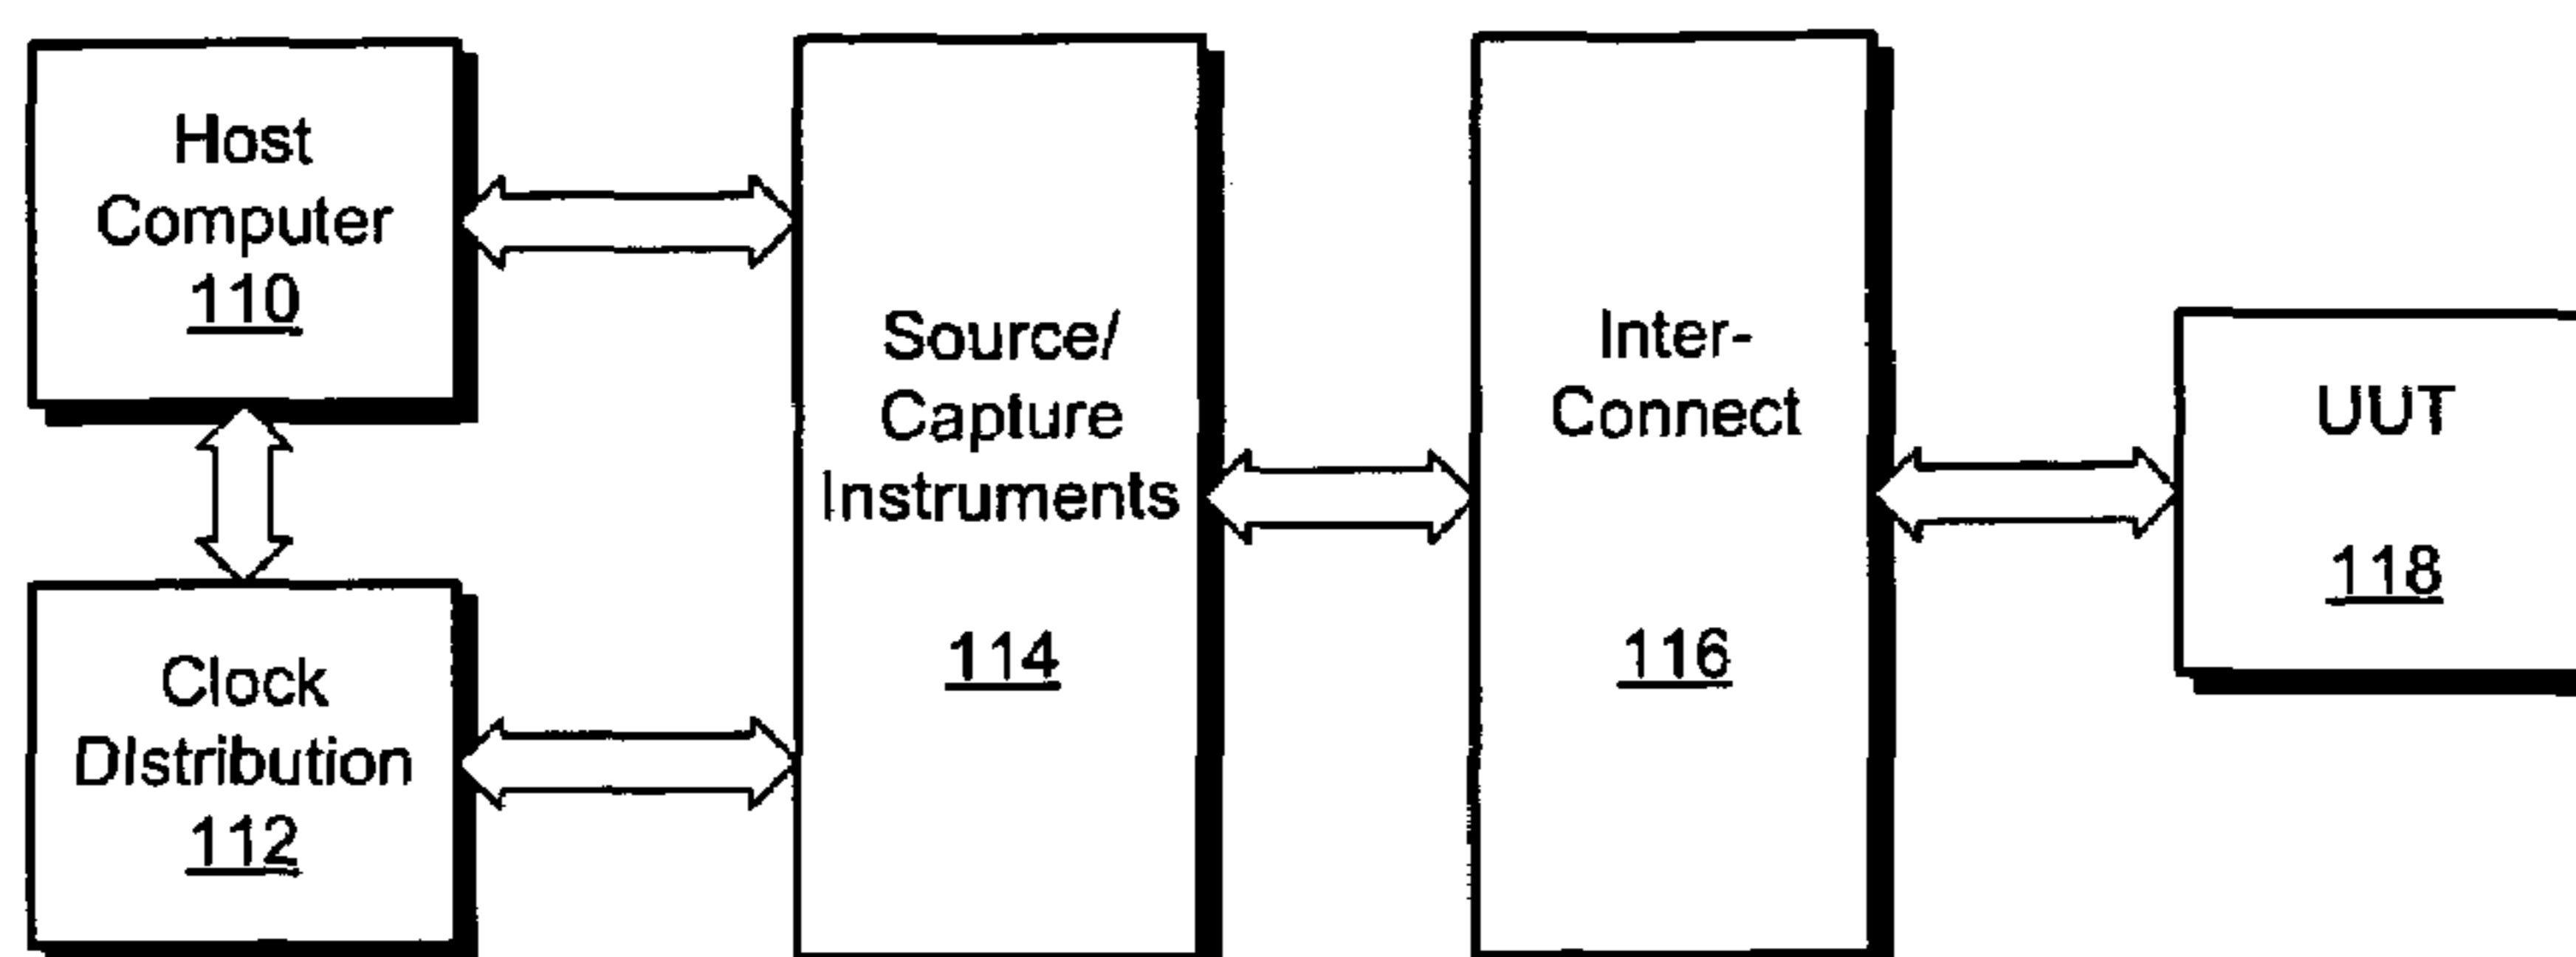 Host
Computer
110
Clock
DIstribution
112
Source/
Capture
Instruments
114
Inter-
Connect
116
UUT
118